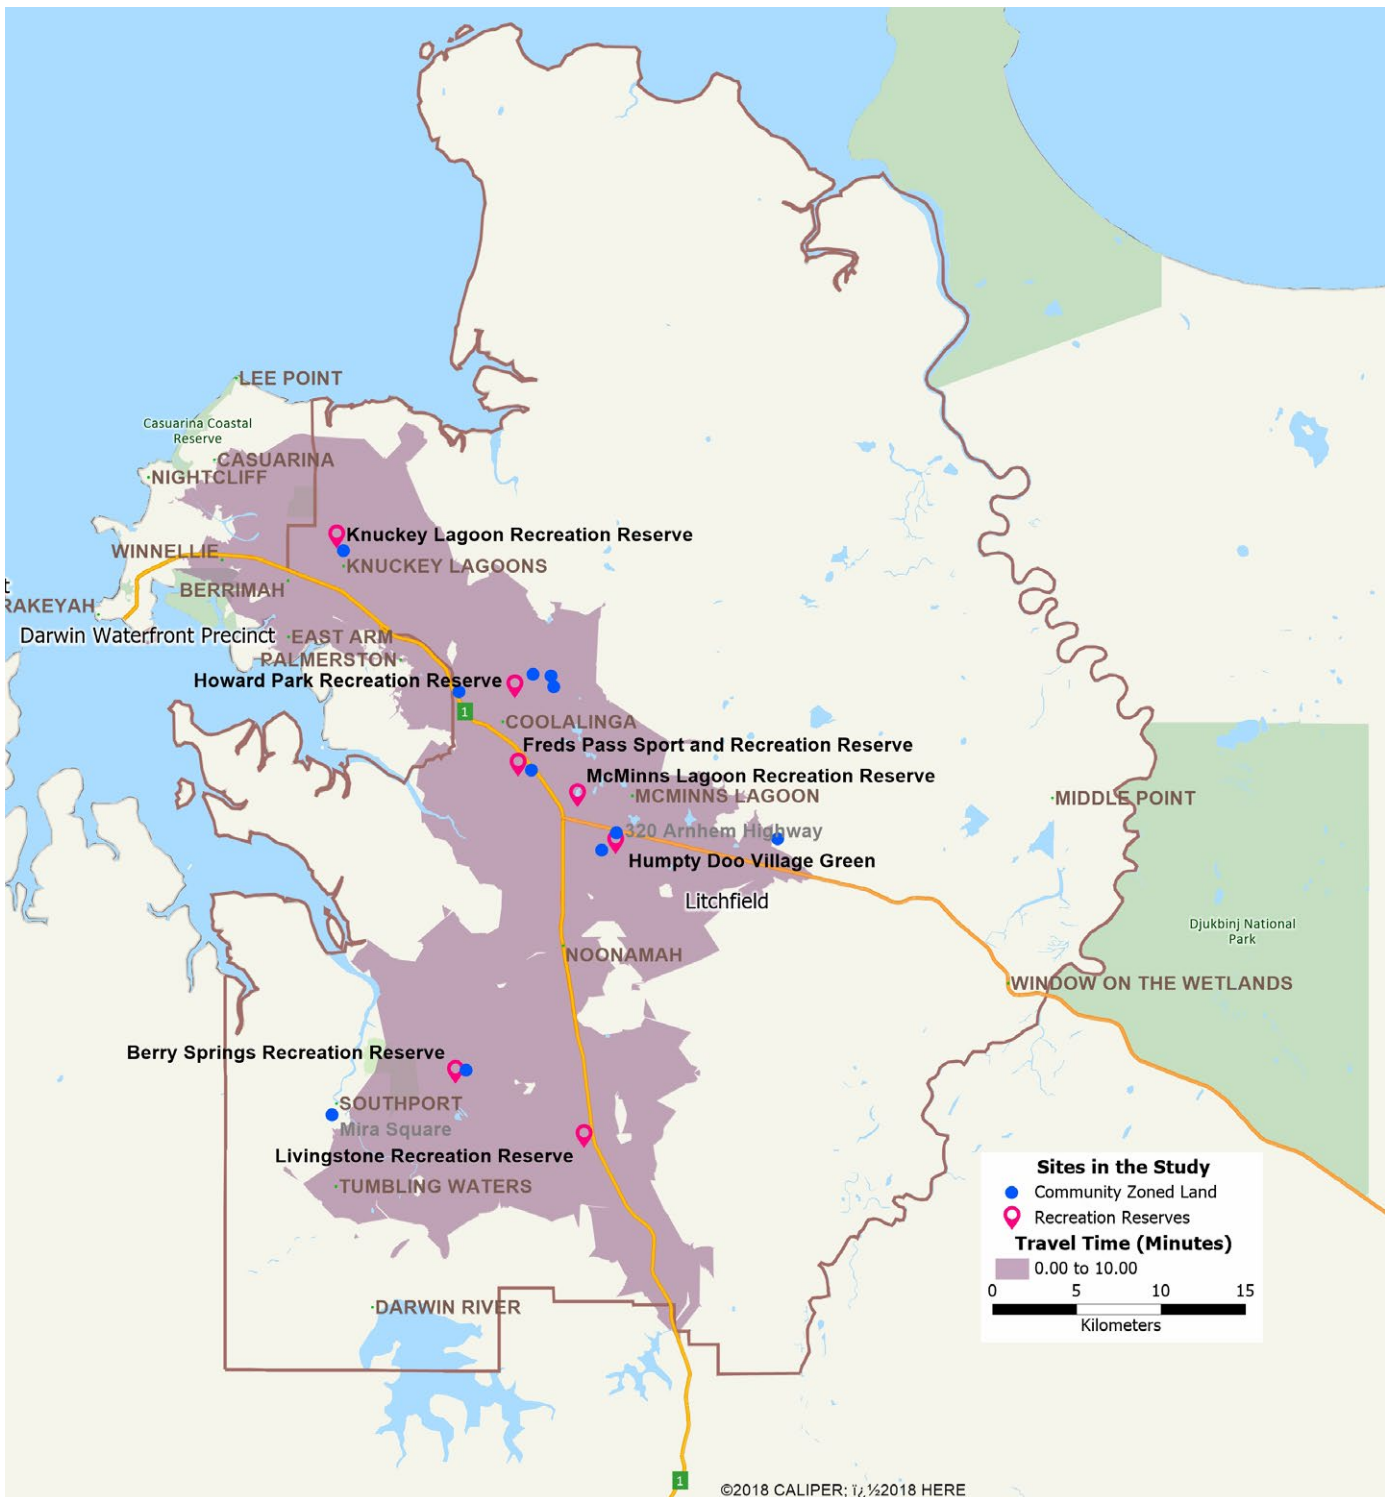 LEE POINT
Casuarina Coastal
Reserve
CASUARINA
NIGHTCLIFF
Knuckey Lagoon Recreation Reserve
WINNELLIE
KNUCKEY LAGOONS
BERRIMAH
t
RAKEYAH
Darwin Waterfront Precinct
EAST ARM
PALMERSTON
Howard Park Recreation Reserve
1
COOLALINGA
Freds Pass Sport and Recreation Reserve
McMinns Lagoon Recreation Reserve
MCMINNS LAGOON
MIDDLE POINT
320 Arnhem Highway
Humpty Doo Village Green
Litchfield
Djukbinj National
Park
NOONAMAH
WINDOW ON THE WETLANDS
Berry Springs Recreation Reserve
SOUTHPORT
Mira Square
Livingstone Recreation Reserve
TUMBLING WATERS
Sites in the Study
Community Zoned Land
Recreation Reserves
Travel Time (Minutes)
0.00 to 10.00
0 5 10 15
Kilometers
DARWIN RIVER
1
©2018 CALIPER; ï¿½2018 HERE